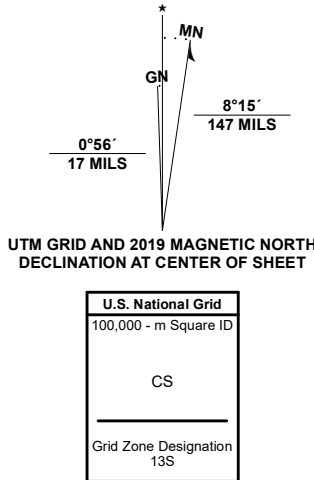 MN
GN
8°15´
147 MILS
0°56´
17 MILS
UTM GRID AND 2019 MAGNETIC NORTH
DECLINATION AT CENTER OF SHEET
U.S. National Grid
100,000 - m Square ID
CS
Grid Zone Designation
13S